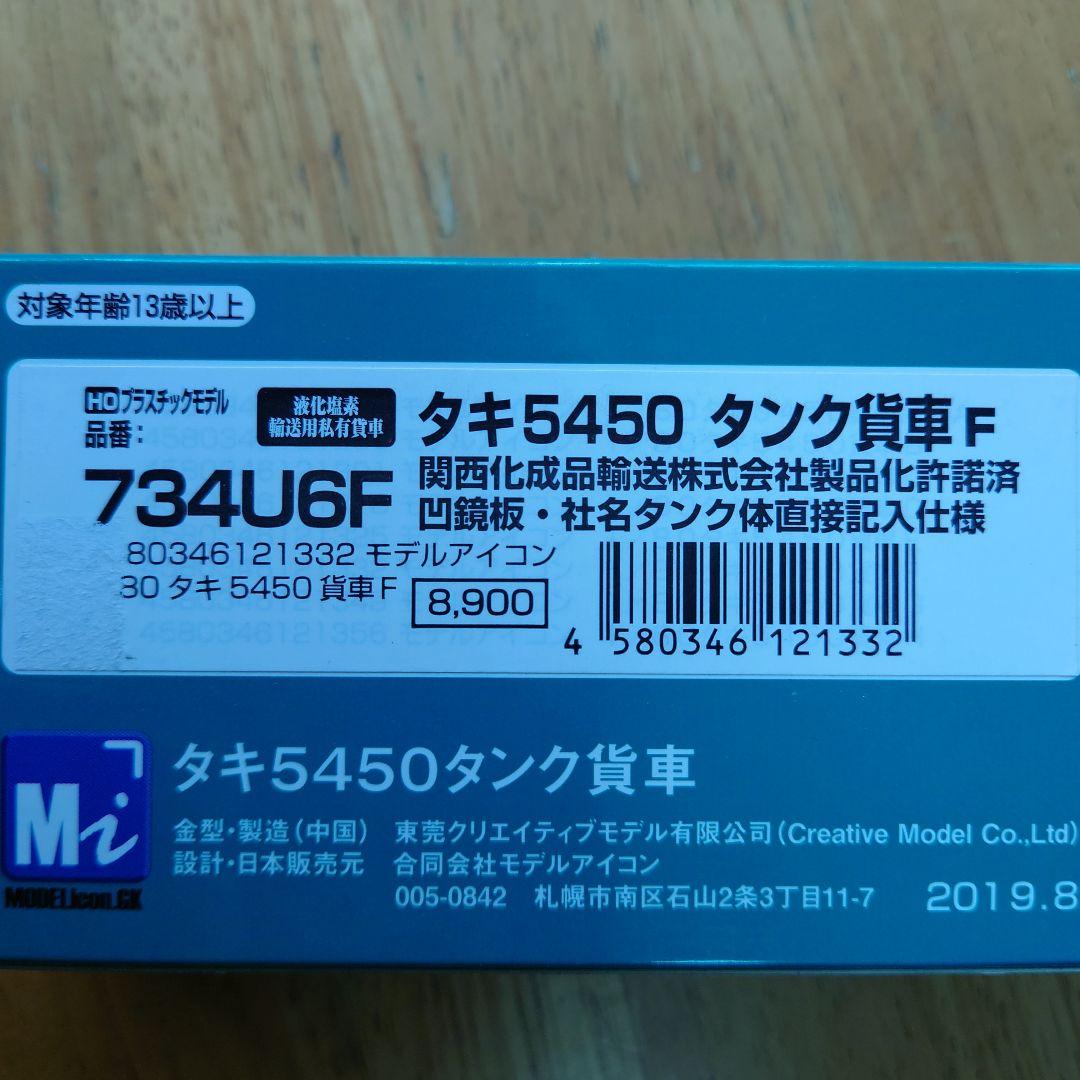 対象年齢13歳以上
HOプラスチックモデル
品番:
液化塩素
輸送用私有貨車
タキ5450 タンク貨車F
734U6F
関西化成品輸送株式会社製品化許諾済
凹鏡板・社名タンク体直接記入仕様
80346121332 モデルアイコン
30 タキ5450 貨車F
8,900
4 580346 121332
Mi
MODELicon.GK
タキ5450タンク貨車
金型・製造(中国) 東莞クリエイティブモデル有限公司(Creative Model Co.,Ltd)
設計・日本販売元 合同会社モデルアイコン
005-0842 札幌市南区石山2条3丁目11-7
2019.8